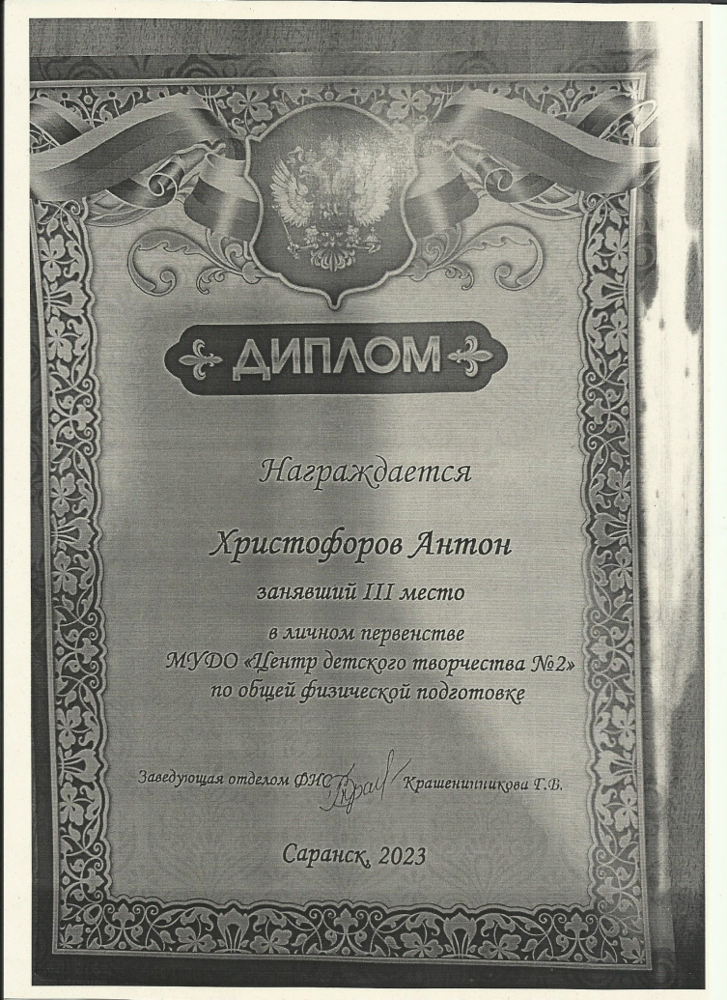 ДИПЛОМ
Награждается
Христофоров Антон
занявший III место
в личном первенстве
МУДО «Центр детского творчества №2»
по общей физической подготовке
Заведующая отделом ФНС Крашенинникова Г.В.
Саранск, 2023